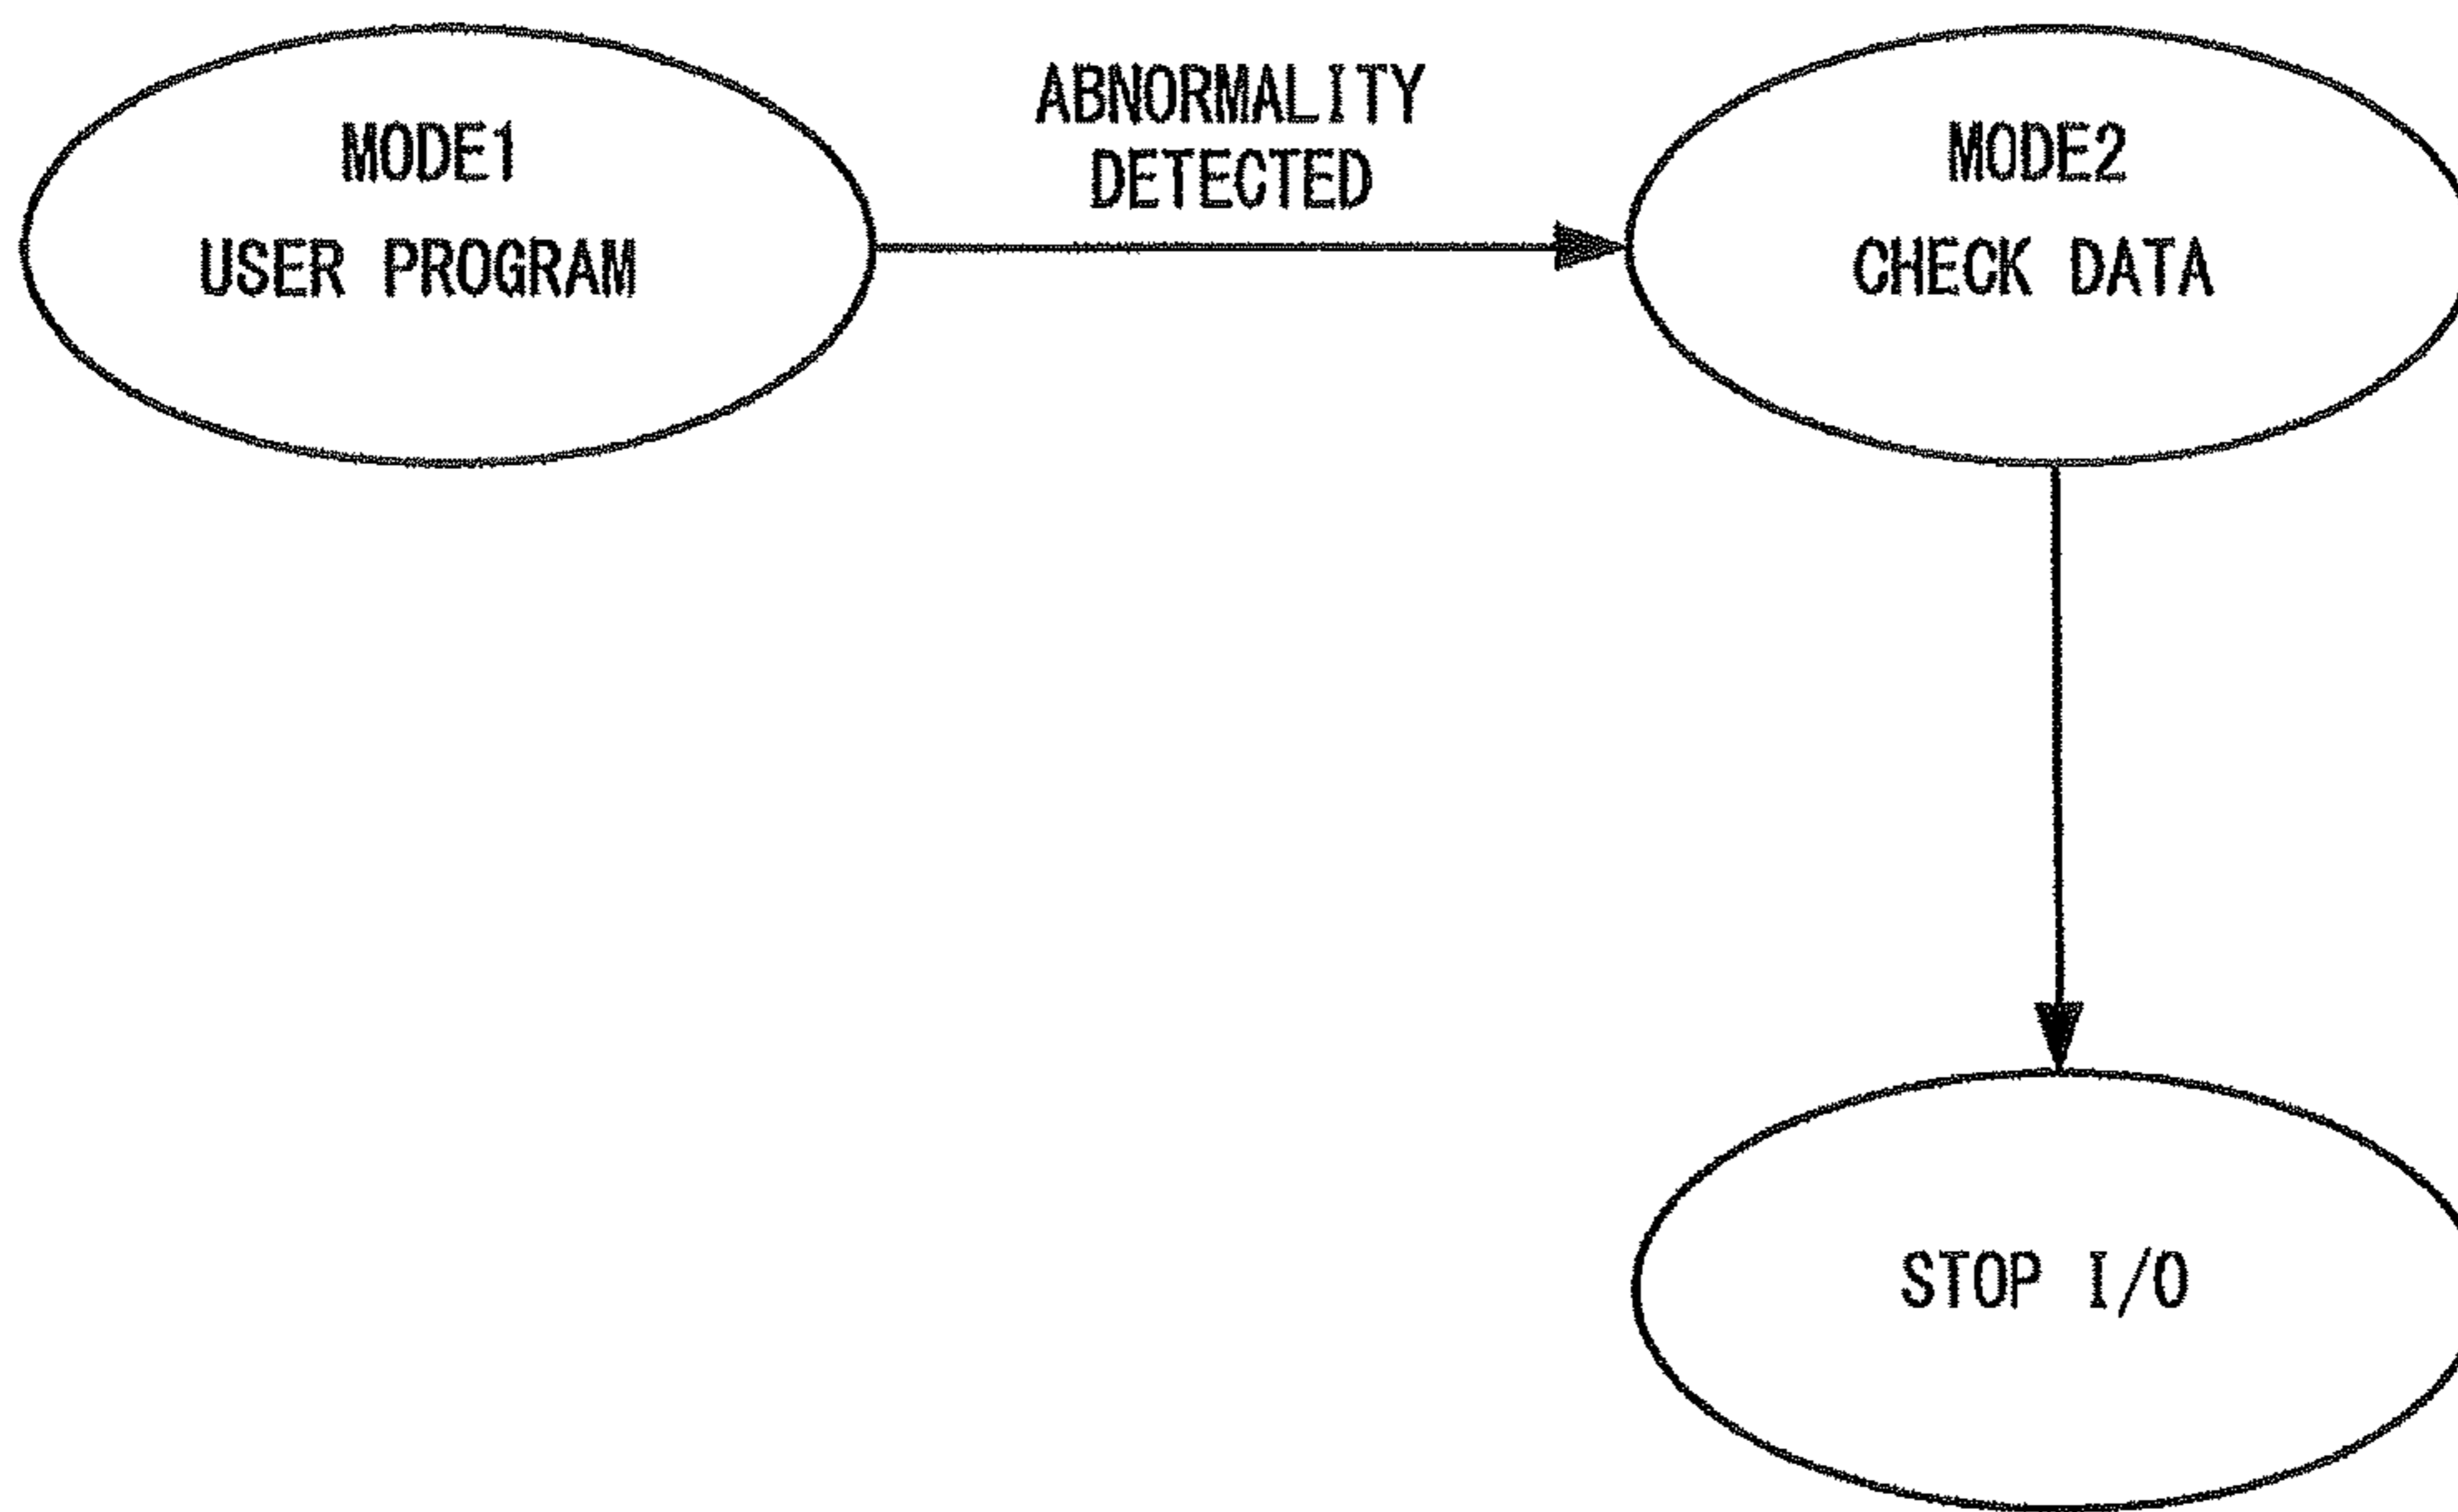 MODE1
USER PROGRAM
ABNORMALITY
DETECTED
MODE2
CHECK DATA
STOP I/O